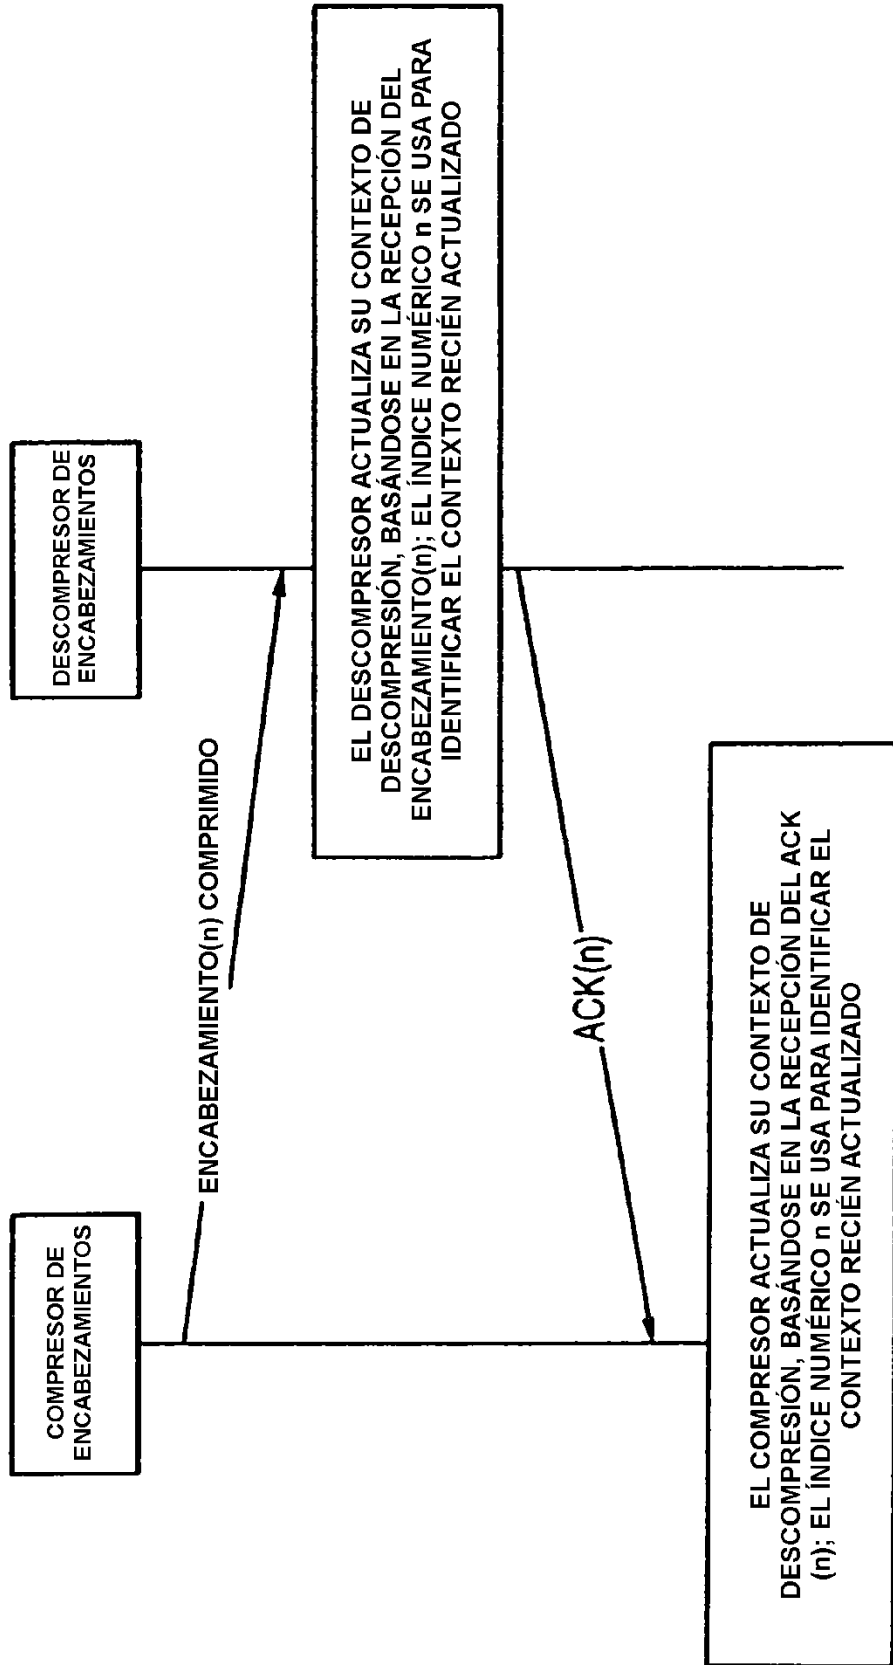 COMPRESOR DE
ENCABEZAMIENTOS
DESCOMPRESOR DE
ENCABEZAMIENTOS
ENCABEZAMIENTO(n) COMPRIMIDO
EL DESCOMPRESOR ACTUALIZA SU CONTEXTO DE
DESCOMPRESIÓN, BASÁNDOSE EN LA RECEPCIÓN DEL
ENCABEZAMIENTO(n); EL ÍNDICE NUMÉRICO n SE USA PARA
IDENTIFICAR EL CONTEXTO RECIÉN ACTUALIZADO
ACK(n)
EL COMPRESOR ACTUALIZA SU CONTEXTO DE
DESCOMPRESIÓN, BASÁNDOSE EN LA RECEPCIÓN DEL ACK
(n); EL ÍNDICE NUMÉRICO n SE USA PARA IDENTIFICAR EL
CONTEXTO RECIÉN ACTUALIZADO